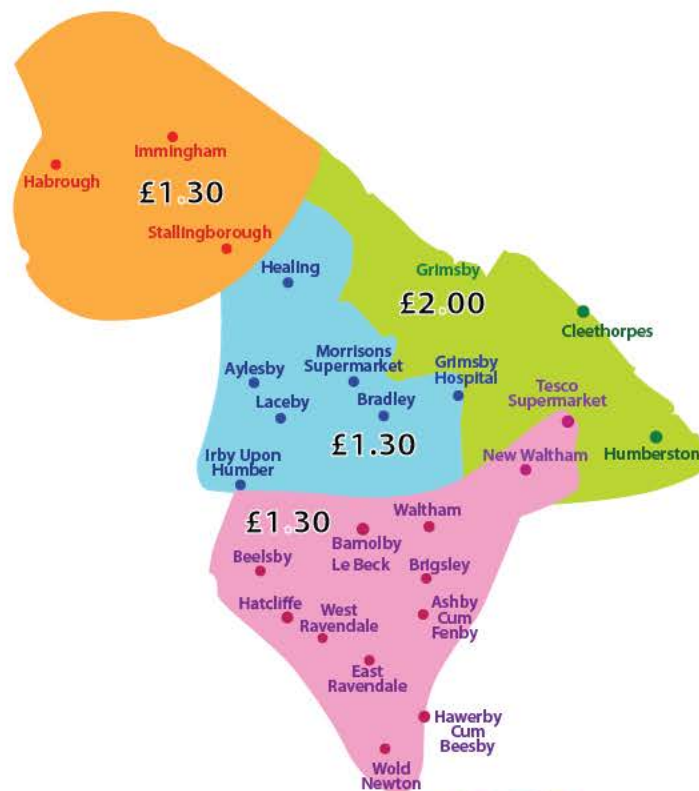 Immingham
Habrough
£1.30
Stallingborough
Healing
Grimsby
£2.00
Cleethorpes
Aylesby
Morrisons
Supermarket
Grimsby
Hospital
Laceby
Bradley
Tesco
Supermarket
£1.30
Humberston
New Waltham
Irby Upon
Humber
£1.30
Waltham
Barnolby
Le Beck
Beelsby
Brigsley
Hatcliffe
West
Ravendale
Ashby
Cum
Fenby
East
Ravendale
Hawerby
Cum
Beesby
Wold
Newton